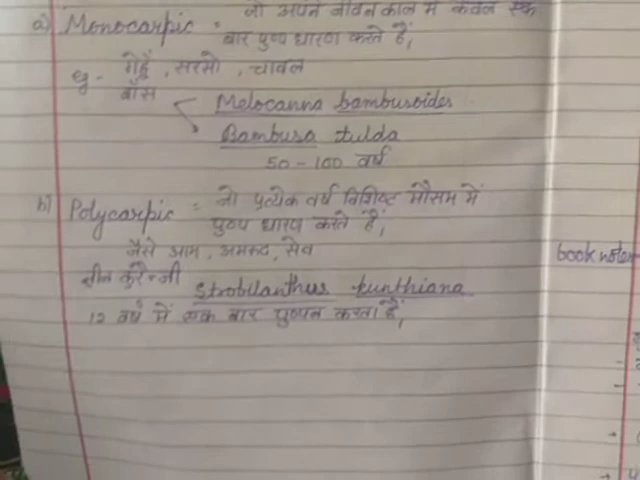 a) Monocarpic = जो अपने जीवन काल में केवल एक
बार पुष्प धारण करते हैं,
eg - गेहूँ, सरसो, चावल
बाँस Melocanna bambusoides
Bambusa tulda
50 - 100 वर्ष
b) Polycarpic = जो प्रत्येक वर्ष विशिष्ट मौसम में
पुष्प धारण करते हैं,
जैसे आम, अमरूद, सेव
book notes
नील कुरेन्जी Strobilanthus kunthiana
12 वर्ष में एक बार पुष्पन करता है,